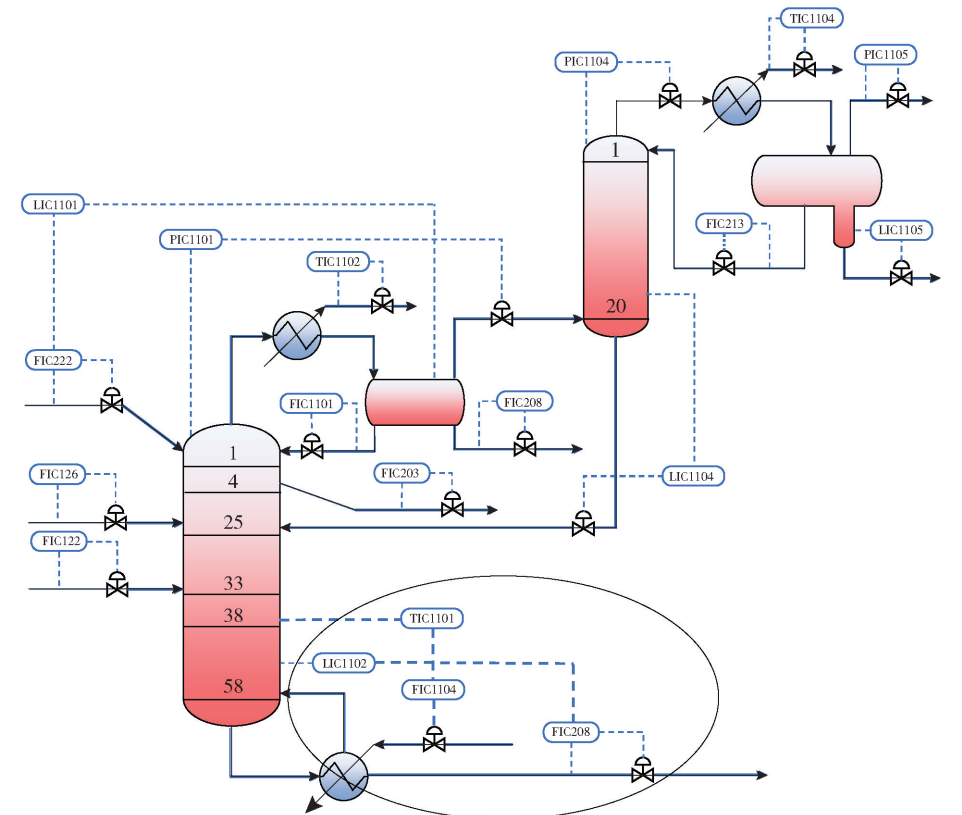 TIC1104
PIC1104
PIC1105
1
LIC1101
FIC213
LIC1105
PIC1101
TIC1102
20
FIC222
FIC1101
FIC208
1
FIC126
4
FIC203
LIC1104
25
FIC122
33
38
TIC1101
LIC1102
58
FIC1104
FIC208